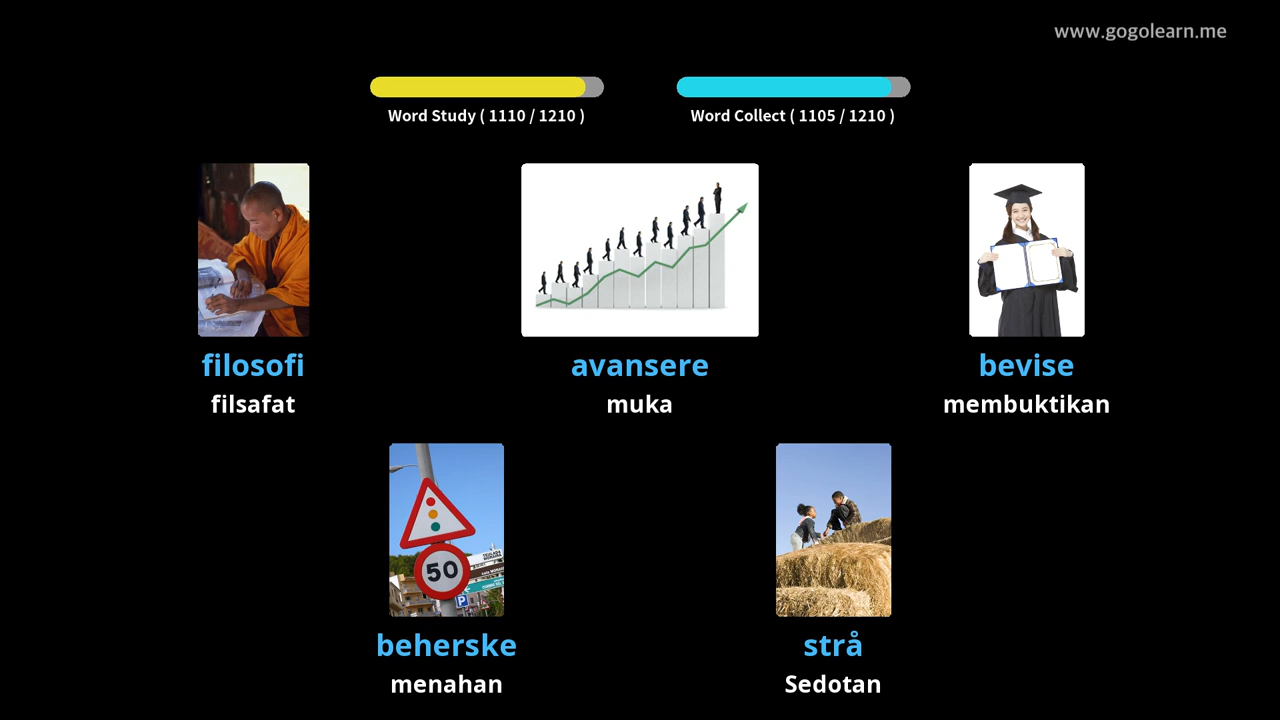 www.gogolearn.me
Word Study ( 1110 / 1210 )
Word Collect ( 1105 / 1210 )
filosofi
filsafat
avansere
muka
bevise
membuktikan
50
P
beherske
menahan
strå
Sedotan